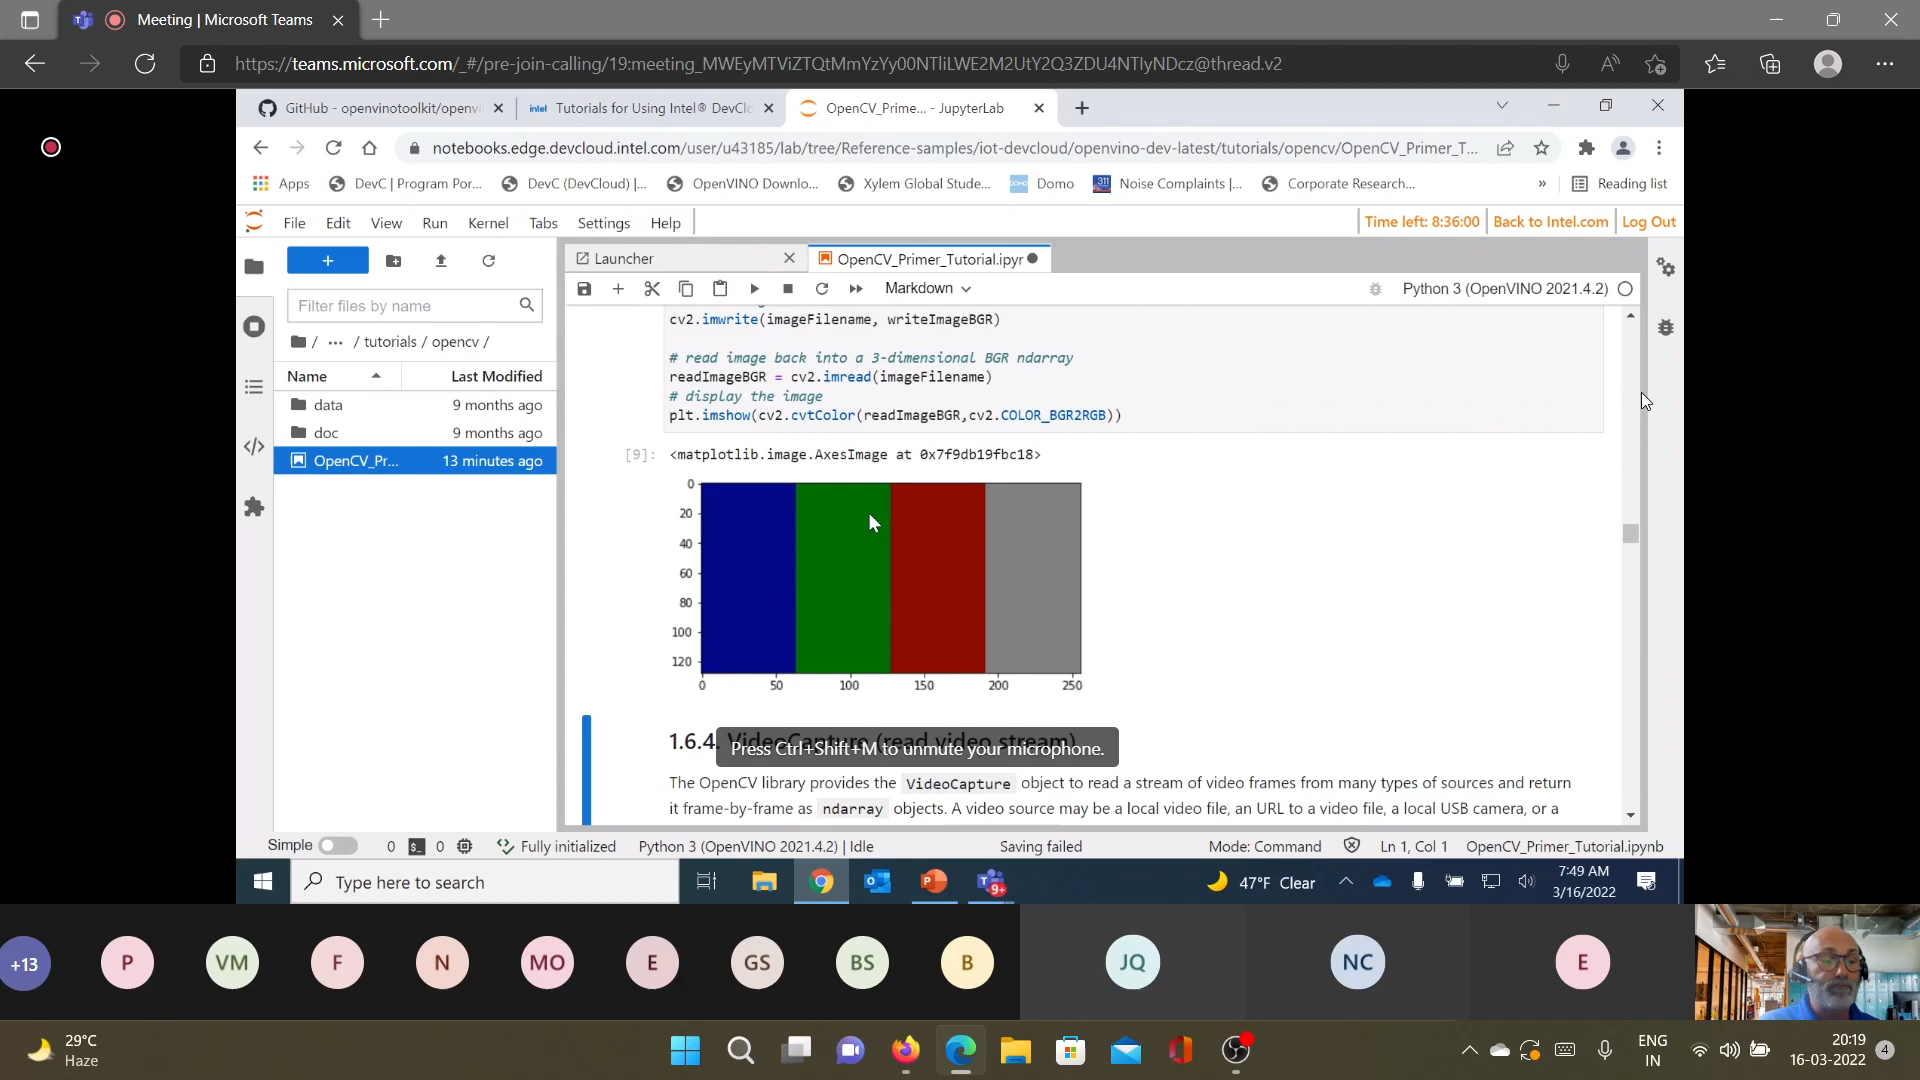 Meeting | Microsoft Teams
https://teams.microsoft.com/_#/pre-join-calling/19:meeting_MWEyMTViZTQtMmYzYy00NTliLWE2M2UtY2Q3ZDU4NTIyNDcz@thread.v2
GitHub - openvinotoolkit/openvi
intel Tutorials for Using Intel® DevClo
OpenCV_Prime... - JupyterLab
notebooks.edge.devcloud.intel.com/user/u43185/lab/tree/Reference-samples/iot-devcloud/openvino-dev-latest/tutorials/opencv/OpenCV_Primer_T...
Apps DevC | Program Por... DevC (DevCloud) |... OpenVINO Downlo... Xylem Global Stude... DOMO Domo 311 Noise Complaints |... Corporate Research... » Reading list
File Edit View Run Kernel Tabs Settings Help Time left: 8:36:00 Back to Intel.com Log Out
Launcher
OpenCV_Primer_Tutorial.ipyr
Filter files by name
Markdown Python 3 (OpenVINO 2021.4.2)
/ ... / tutorials / opencv /
Name Last Modified
data 9 months ago
doc 9 months ago
OpenCV_Pr... 13 minutes ago
cv2.imwrite(imageFilename, writeImageBGR)
# read image back into a 3-dimensional BGR ndarray
readImageBGR = cv2.imread(imageFilename)
# display the image
plt.imshow(cv2.cvtColor(readImageBGR,cv2.COLOR_BGR2RGB))
[9]: <matplotlib.image.AxesImage at 0x7f9db19fbc18>
0
20
40
60
80
100
120
0 50 100 150 200 250
1.6.4. VideoCapture (read video stream)
Press Ctrl+Shift+M to unmute your microphone.
The OpenCV library provides the VideoCapture object to read a stream of video frames from many types of sources and return
it frame-by-frame as ndarray objects. A video source may be a local video file, an URL to a video file, a local USB camera, or a
Simple 0 $_ 0 Fully initialized Python 3 (OpenVINO 2021.4.2) | Idle Saving failed Mode: Command Ln 1, Col 1 OpenCV_Primer_Tutorial.ipynb
Type here to search
9+
47°F Clear
7:49 AM
3/16/2022
+13 P VM F N MO E GS BS B JQ NC E
29°C
Haze
ENG
IN
20:19
16-03-2022
4